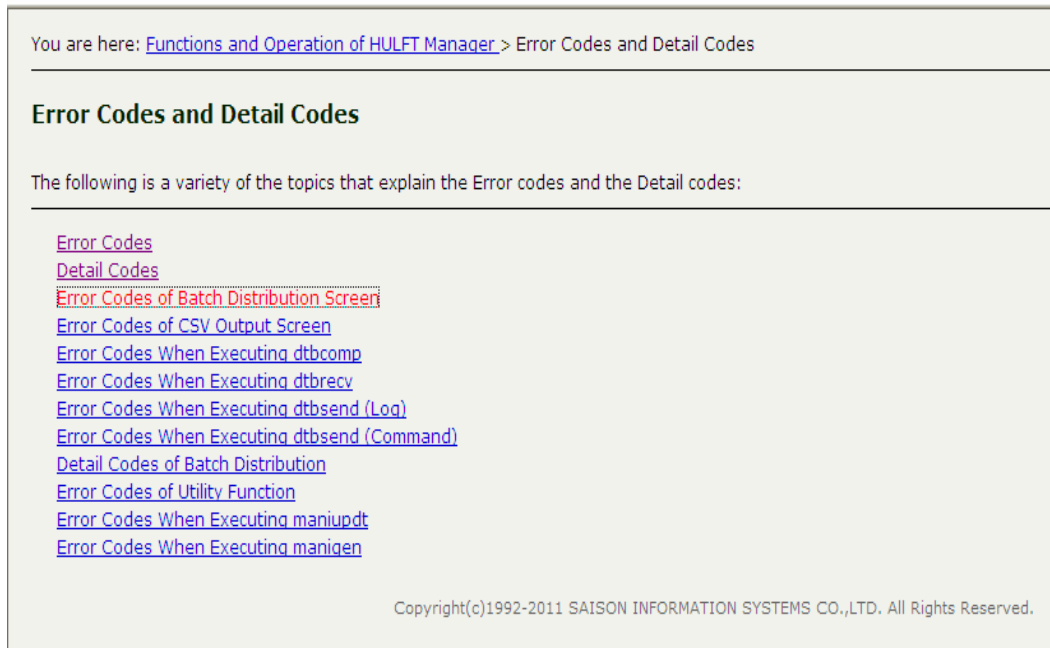 You are here: Functions and Operation of HULFT Manager > Error Codes and Detail Codes
Error Codes and Detail Codes
The following is a variety of the topics that explain the Error codes and the Detail codes:
Error Codes
Detail Codes
Error Codes of Batch Distribution Screen
Error Codes of CSV Output Screen
Error Codes When Executing dtbcomp
Error Codes When Executing dtbrecv
Error Codes When Executing dtbsend (Log)
Error Codes When Executing dtbsend (Command)
Detail Codes of Batch Distribution
Error Codes of Utility Function
Error Codes When Executing maniupdt
Error Codes When Executing manigen
Copyright(c)1992-2011 SAISON INFORMATION SYSTEMS CO.,LTD. All Rights Reserved.